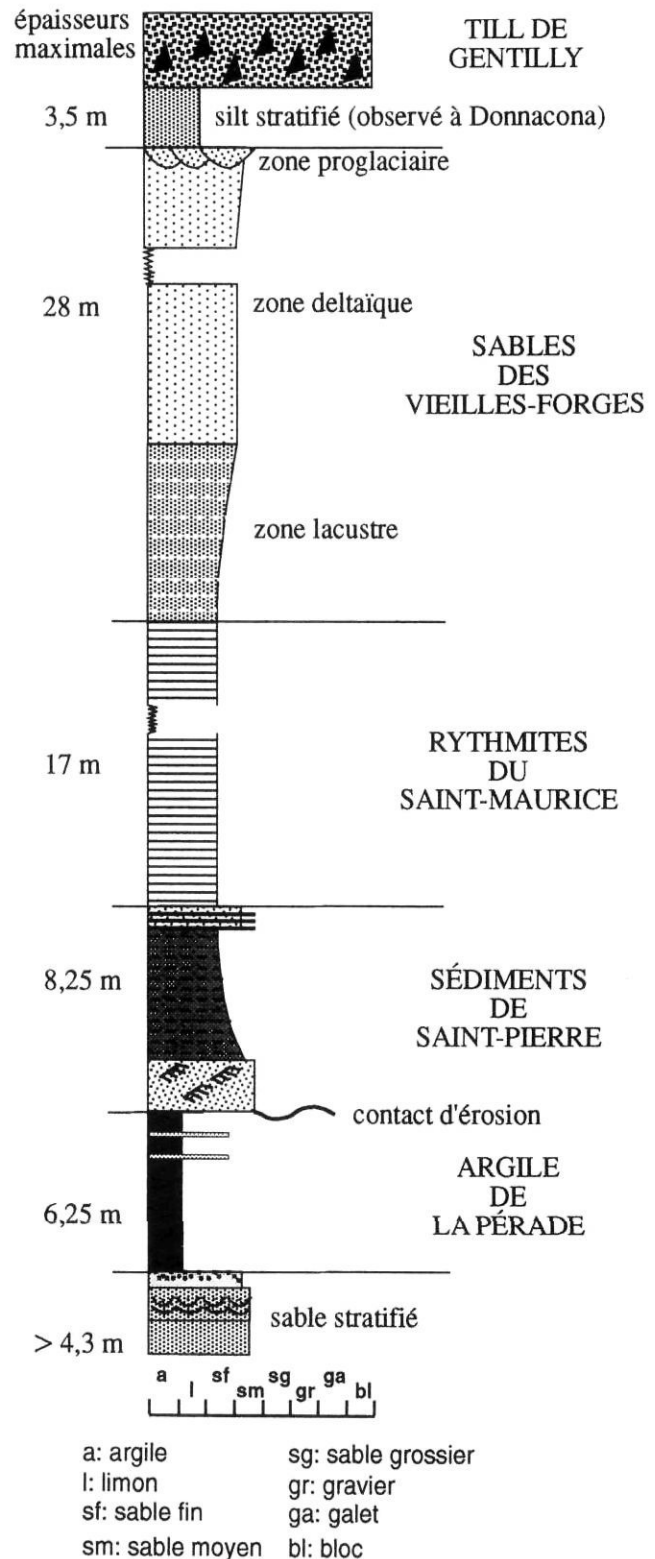 épaisseurs
maximales
TILL DE
GENTILLY
3,5 m
silt stratifié (observé à Donnacona)
zone proglaciaire
28 m
zone deltaïque
SABLES
DES
VIEILLES-FORGES
zone lacustre
17 m
RYTHMITES
DU
SAINT-MAURICE
8,25 m
SÉDIMENTS
DE
SAINT-PIERRE
contact d'érosion
6,25 m
ARGILE
DE
LA PÉRADE
sable stratifié
> 4,3 m
a l sf sm sg gr ga bl
a: argile
l: limon
sf: sable fin
sm: sable moyen
sg: sable grossier
gr: gravier
ga: galet
bl: bloc